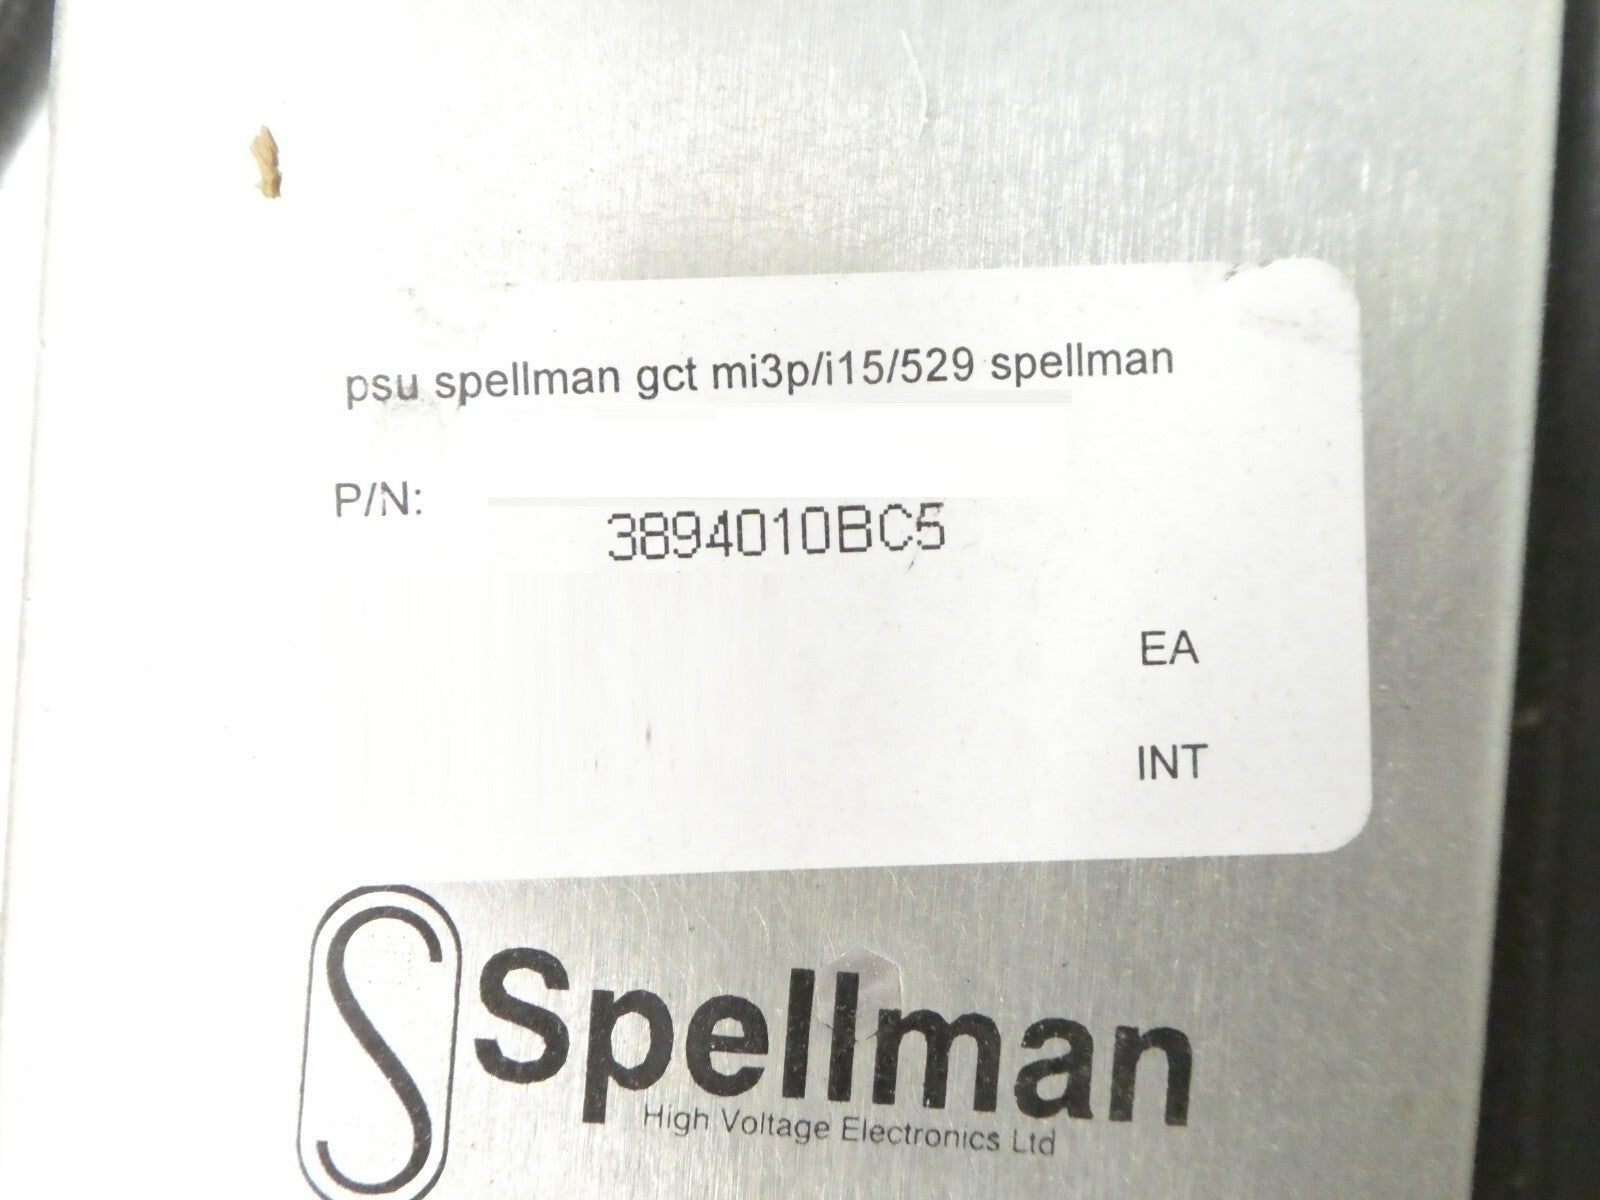 psu spellman gct mi3p/i15/529 spellman
P/N:
3894010BC5
EA
INT
Spellman
High Voltage Electronics Ltd